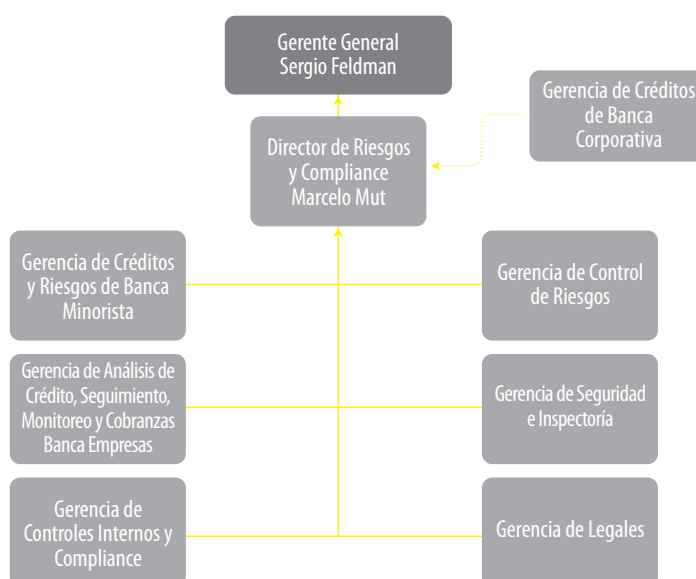 Gerente General
Sergio Feldman
Gerencia de Créditos
de Banca
Corporativa
Director de Riesgos
y Compliance
Marcelo Mut
Gerencia de Créditos
y Riesgos de Banca
Minorista
Gerencia de Control
de Riesgos
Gerencia de Análisis de
Crédito, Seguimiento,
Monitoreo y Cobranzas
Banca Empresas
Gerencia de Seguridad
e Inspectoría
Gerencia de
Controles Internos y
Compliance
Gerencia de Legales